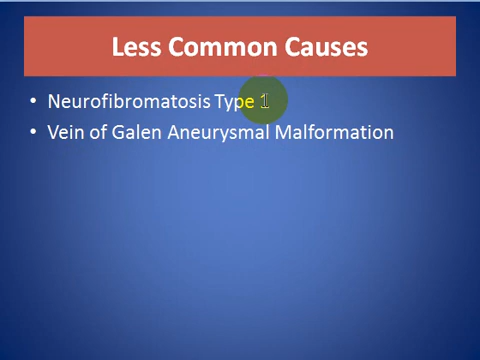 Less Common Causes
• Neurofibromatosis Type 1
• Vein of Galen Aneurysmal Malformation